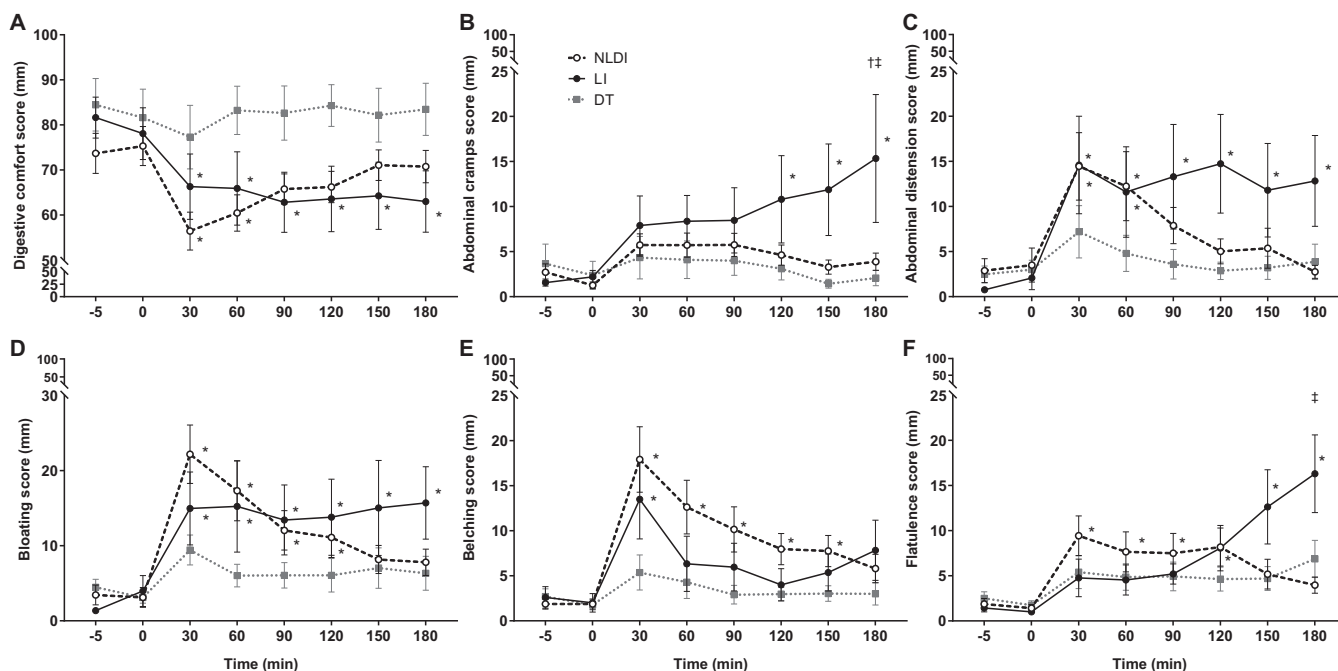 A
Digestive comfort score (mm)
100
90
80
70
60
50
50
25
0
* * * * * *
* *
-5 0 30 60 90 120 150 180
B
Abdominal cramps score (mm)
100
50
25
20
15
10
5
0
NLDI
LI
DT
†‡
* * *
-5 0 30 60 90 120 150 180
C
Abdominal distension score (mm)
100
50
25
20
15
10
5
0
* * * * *
* * *
-5 0 30 60 90 120 150 180
D
Bloating score (mm)
100
50
30
20
10
0
* * * * * *
* * * *
-5 0 30 60 90 120 150 180
Time (min)
E
Belching score (mm)
100
50
25
20
15
10
5
0
* * * * *
*
-5 0 30 60 90 120 150 180
Time (min)
F
Flatulence score (mm)
100
50
25
20
15
10
5
0
‡
* * * * * *
-5 0 30 60 90 120 150 180
Time (min)